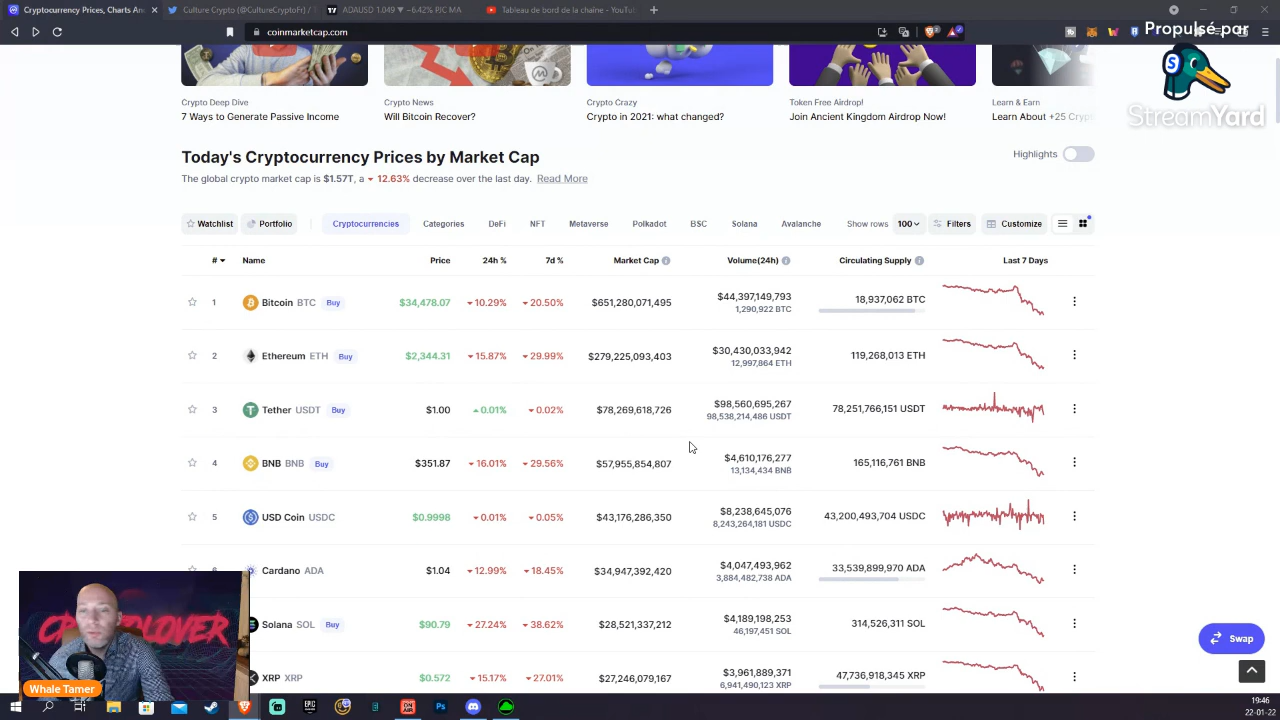 Cryptocurrency Prices, Charts An
Culture Crypto (@CultureCryptoFr)
ADAUSD 1.049 ▼ −6.42% PJC MA
Tableau de bord de la chaîne - YouTu
coinmarketcap.com
Propulsé par
StreamYard
Crypto Deep Dive
7 Ways to Generate Passive Income
Crypto News
Will Bitcoin Recover?
Crypto Crazy
Crypto in 2021: what changed?
Token Free Airdrop!
Join Ancient Kingdom Airdrop Now!
Learn & Earn
Learn About +25 Crypt
Today's Cryptocurrency Prices by Market Cap
Highlights
The global crypto market cap is $1.57T, a 12.63% decrease over the last day. Read More
Watchlist Portfolio Cryptocurrencies Categories DeFi NFT Metaverse Polkadot BSC Solana Avalanche Show rows 100 Filters Customize
# Name Price 24h % 7d % Market Cap Volume(24h) Circulating Supply Last 7 Days
1 Bitcoin BTC Buy $34,478.07 10.29% 20.50% $651,280,071,495 $44,397,149,793 18,937,062 BTC
1,290,922 BTC
2 Ethereum ETH Buy $2,344.31 15.87% 29.99% $279,225,093,403 $30,430,033,942 119,268,013 ETH
12,997,864 ETH
3 Tether USDT Buy $1.00 0.01% 0.02% $78,269,618,726 $98,560,695,267 78,251,766,151 USDT
98,538,214,486 USDT
4 BNB BNB Buy $351.87 16.01% 29.56% $57,955,854,807 $4,610,176,277 165,116,761 BNB
13,134,434 BNB
5 USD Coin USDC $0.9998 0.01% 0.05% $43,176,286,350 $8,238,645,076 43,200,493,704 USDC
8,243,264,181 USDC
Cardano ADA $1.04 12.99% 18.45% $34,947,392,420 $4,047,493,962 33,539,899,970 ADA
3,884,482,738 ADA
Solana SOL Buy $90.79 27.24% 38.62% $28,521,337,212 $4,189,198,253 314,526,311 SOL
46,197,451 SOL
XRP XRP $0.572 15.17% 27.01% $27,246,079,167 $3,961,889,371 47,736,918,345 XRP
6,941,490,123 XRP
Swap
Whale Tamer
19:46
22-01-22